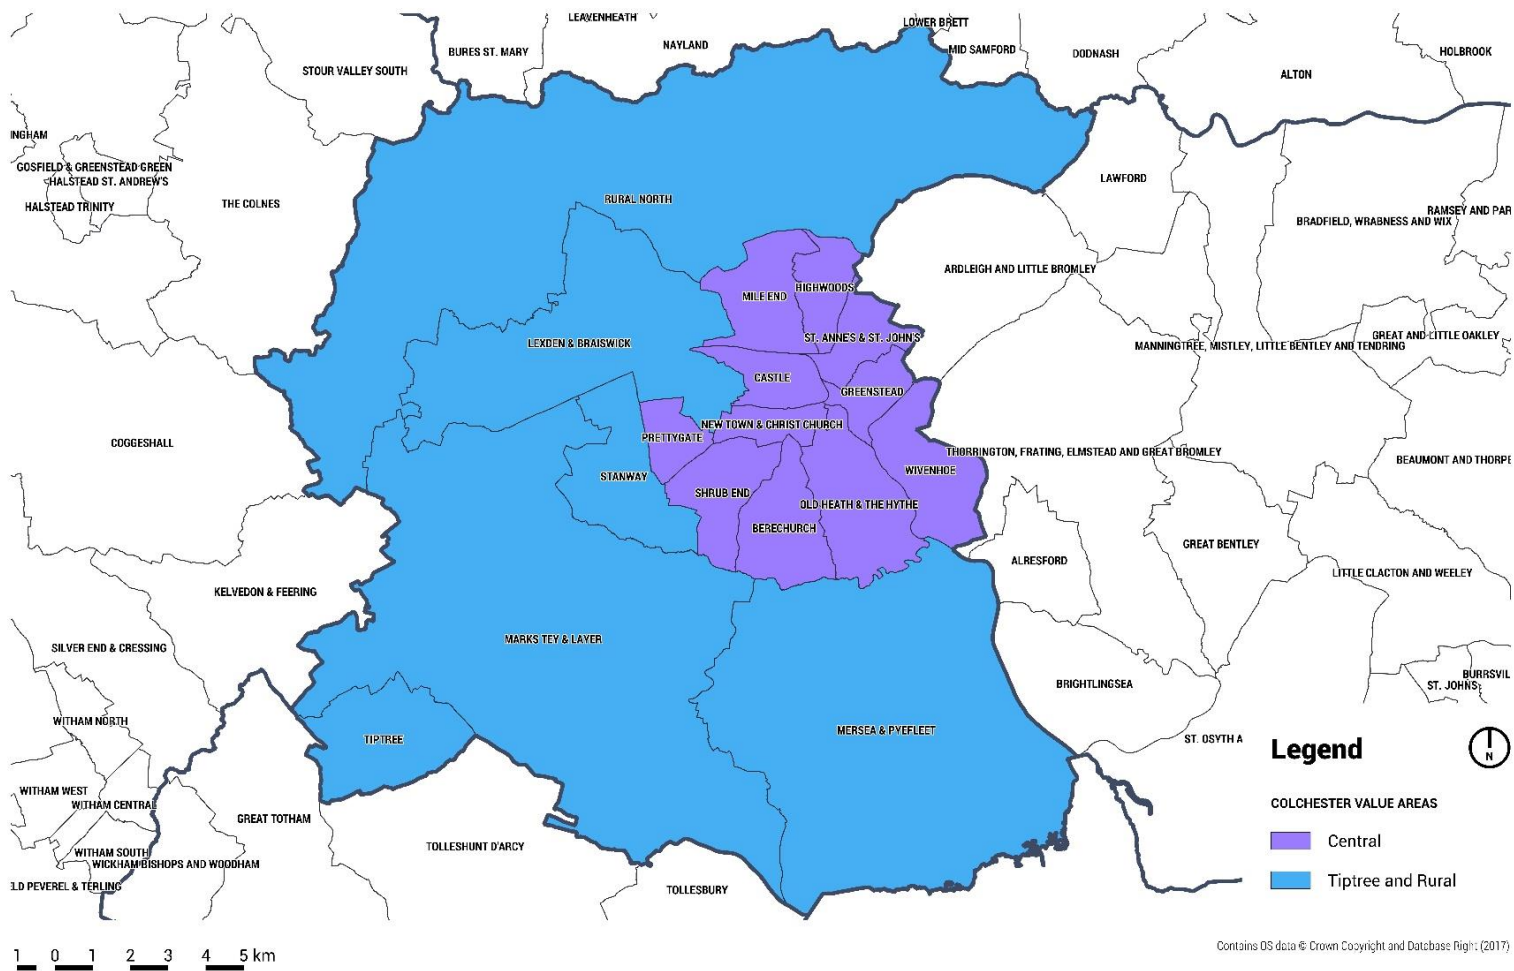 LEAVENHEATH
LOWER BRETT
BURES ST. MARY
NAYLAND
MID SAMFORD
DODNASH
HOLBROOK
STOUR VALLEY SOUTH
ALTON
INGHAM
GOSFIELD & GREENSTEAD GREEN
HALSTEAD ST. ANDREW'S
LAWFORD
HALSTEAD TRINITY
THE COLNES
RURAL NORTH
RAMSEY AND PAR
BRADFIELD, WRABNESS AND WIX
ARDLEIGH AND LITTLE BROMLEY
MILE END
HIGHWOODS
ST. ANNE'S & ST. JOHN'S
GREAT AND LITTLE OAKLEY
LEXDEN & BRAISWICK
MANNINGTREE, MISTLEY, LITTLE BENTLEY AND TENDRING
CASTLE
GREENSTEAD
NEW TOWN & CHRIST CHURCH
COGGESHALL
PRETTYGATE
THORRINGTON, FRATING, ELMSTEAD AND GREAT BROMLEY
BEAUMONT AND THORPE
STANWAY
WIVENHOE
SHRUB END
OLD HEATH & THE HYTHE
BERECHURCH
GREAT BENTLEY
ALRESFORD
LITTLE CLACTON AND WEELEY
KELVEDON & FEERING
MARKS TEY & LAYER
SILVER END & CRESSING
BURRSVIL
BRIGHTLINGSEA
ST. JOHNS
WITHAM NORTH
MERSEA & PYEFLEET
TIPTREE
ST. OSYTH A
WITHAM WEST
WITHAM CENTRAL
GREAT TOTHAM
TOLLESHUNT D'ARCY
WITHAM SOUTH
WICKHAM BISHOPS AND WOODHAM
LD PEVEREL & TERLING
TOLLESBURY
Legend
N
COLCHESTER VALUE AREAS
Central
Tiptree and Rural
Contains OS data © Crown Copyright and Database Right (2017)
1 0 1 2 3 4 5 km